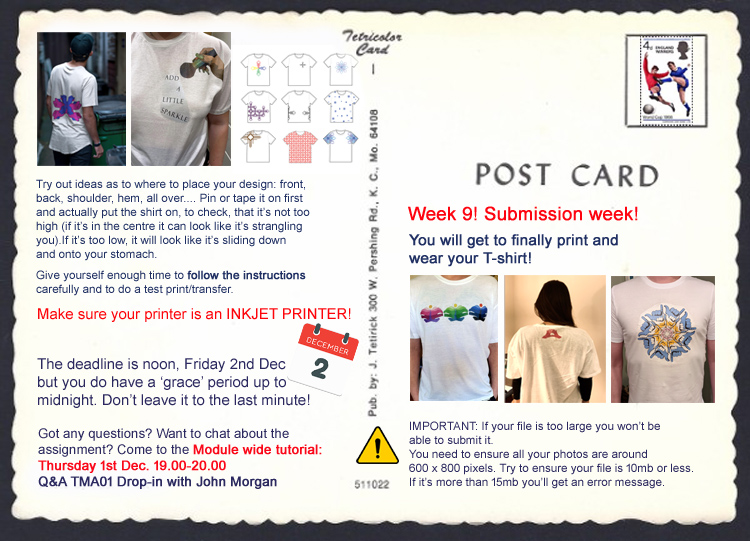 ADD
A
LITTLE
SPARKLE
Try out ideas as to where to place your design: front,
back, shoulder, hem, all over.... Pin or tape it on first
and actually put the shirt on, to check, that it's not too
high (if it's in the centre it can look like it's strangling
you).If it's too low, it will look like it's sliding down
and onto your stomach.
Give yourself enough time to follow the instructions
carefully and to do a test print/transfer.
Make sure your printer is an INKJET PRINTER!
DECEMBER
2
The deadline is noon, Friday 2nd Dec
but you do have a 'grace' period up to
midnight. Don't leave it to the last minute!
Got any questions? Want to chat about the
assignment? Come to the Module wide tutorial:
Thursday 1st Dec. 19.00-20.00
Q&A TMA01 Drop-in with John Morgan
Tetricolor
Card
Pub. by: J. Tetirick 300 W. Pershing Rd., K. C., Mo. 64108
511022
4d ENGLAND
WINNERS
World Cup 1966
POST CARD
Week 9! Submission week!
You will get to finally print and
wear your T-shirt!
IMPORTANT: If your file is too large you won't be
able to submit it.
You need to ensure all your photos are around
600 x 800 pixels. Try to ensure your file is 10mb or less.
If it's more than 15mb you'll get an error message.